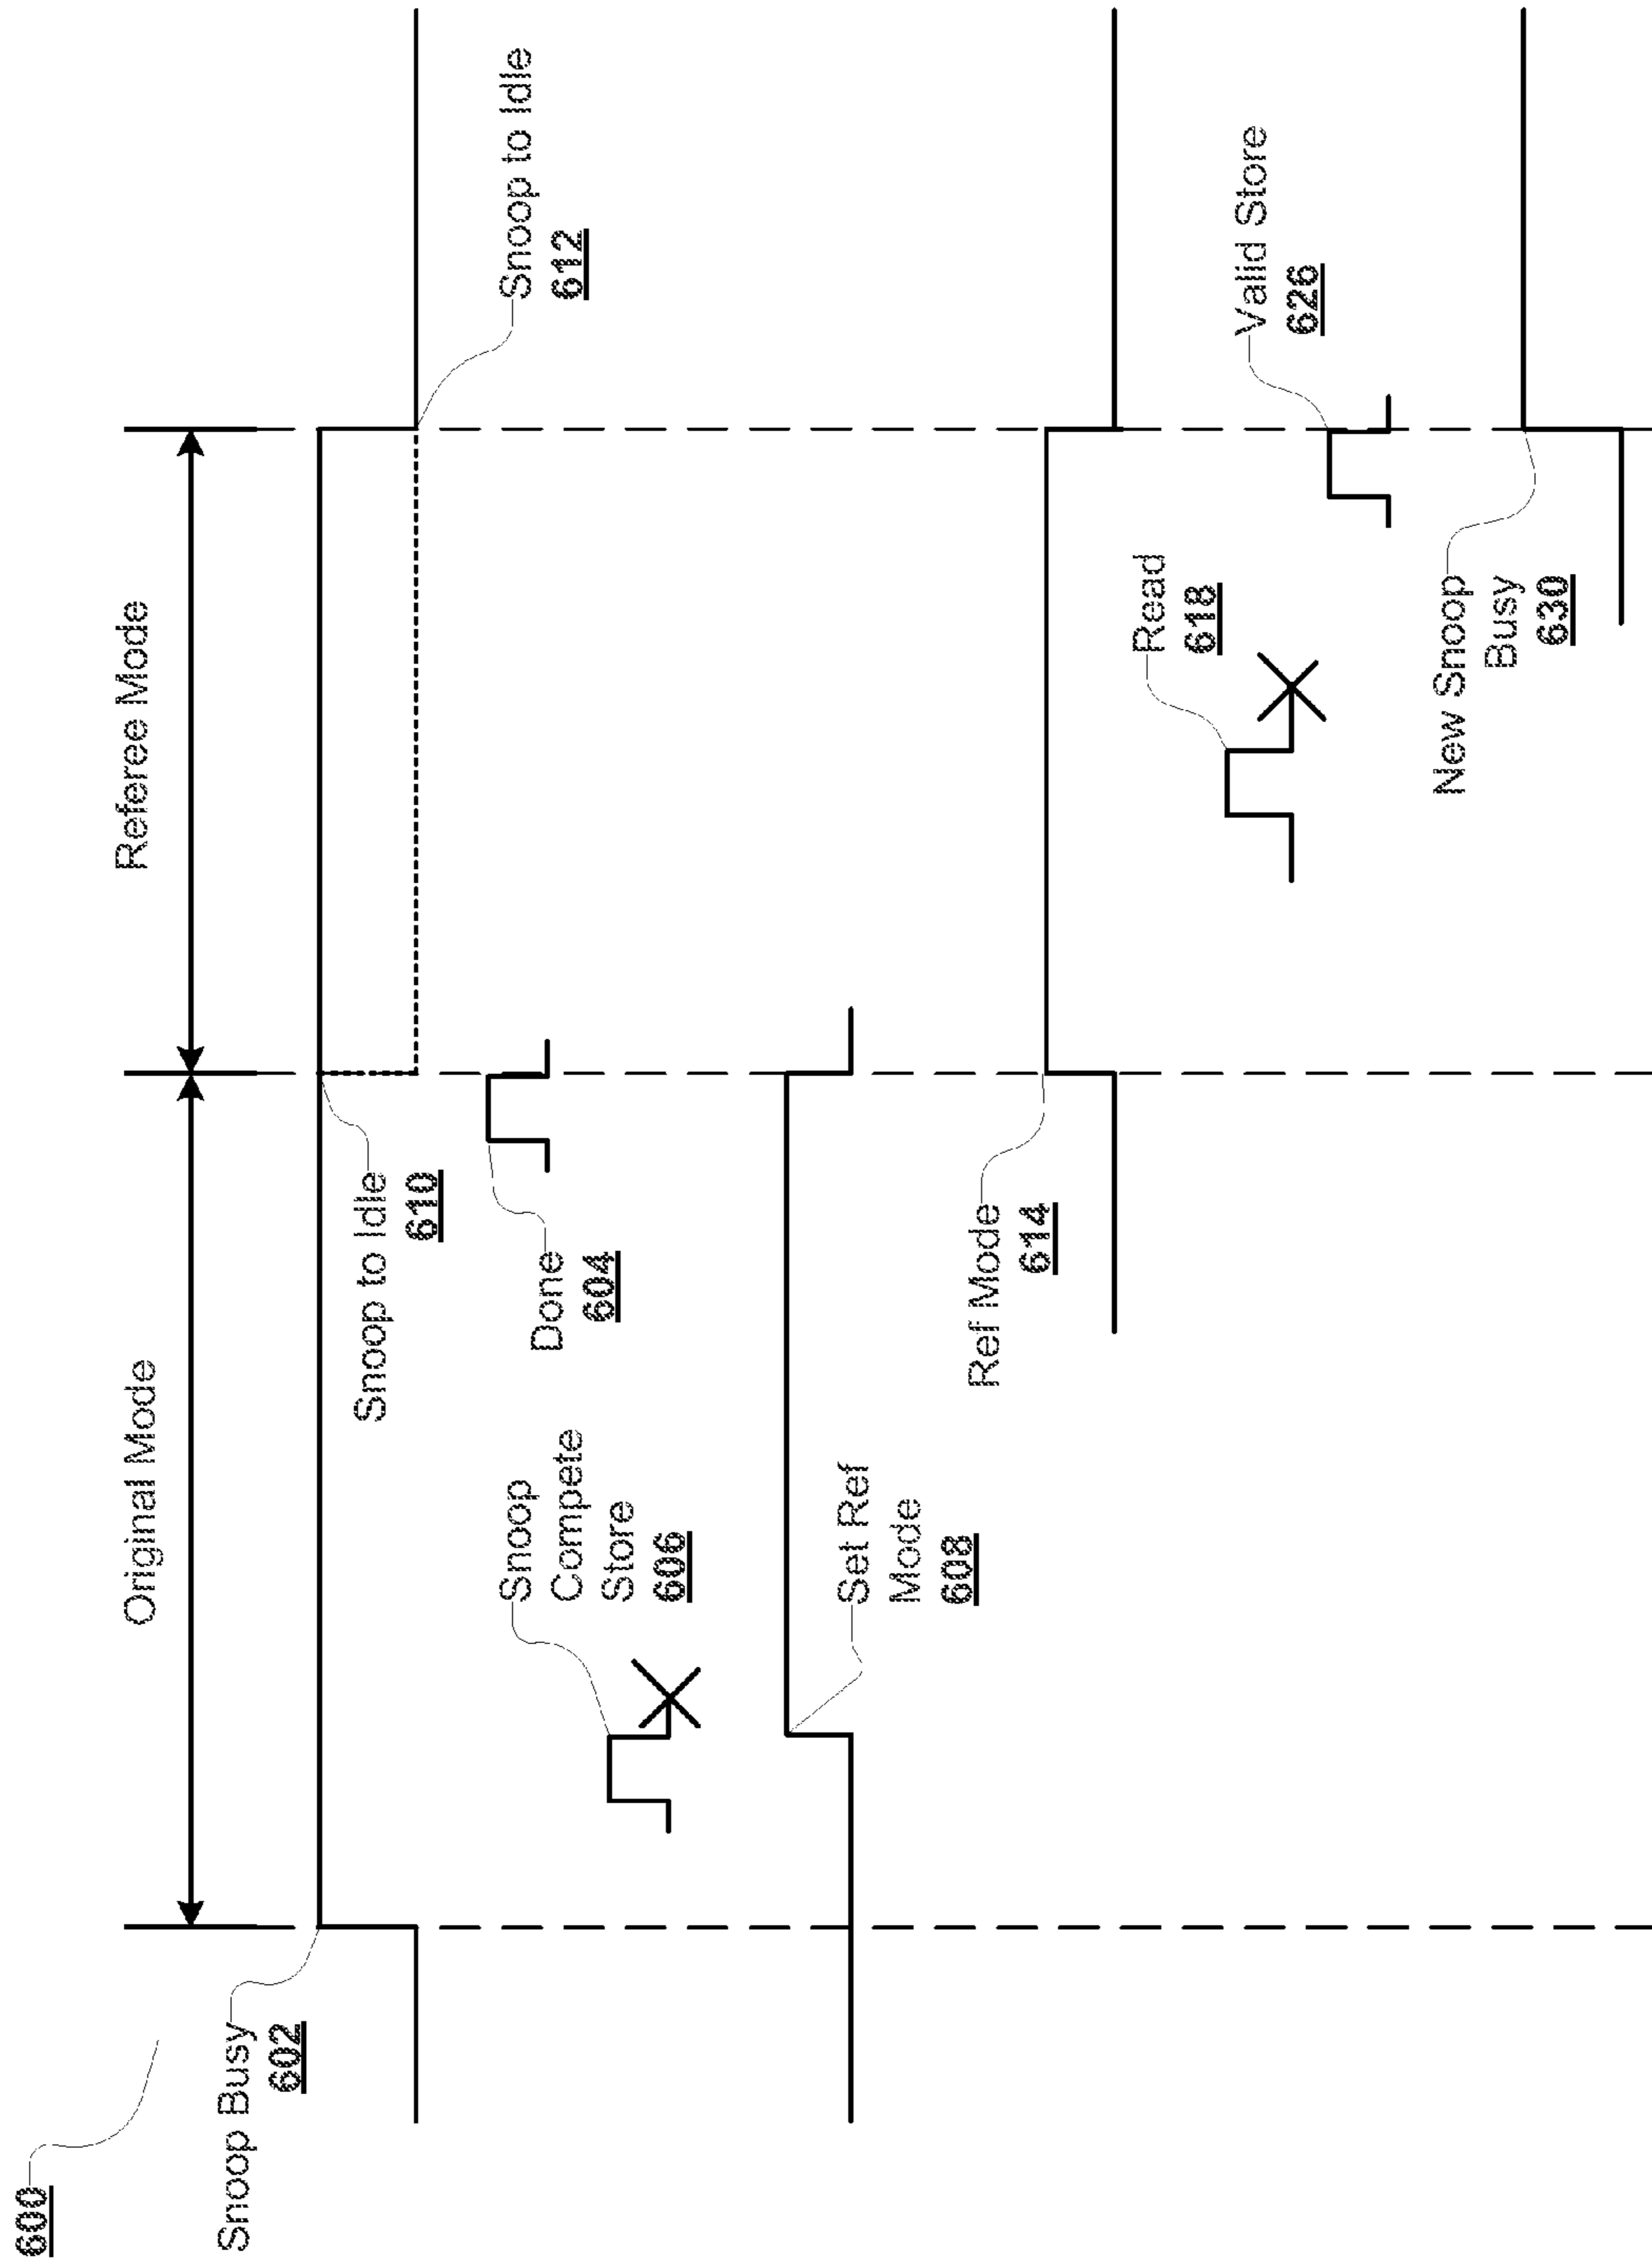 600
Original Mode
Referee Mode
Snoop Busy
602
Snoop to Idle
610
Snoop to Idle
612
Done
604
Snoop
Compete
Store
606
Set Ref
Mode
608
Ref Mode
614
Read
618
Valid Store
626
New Snoop
Busy
630